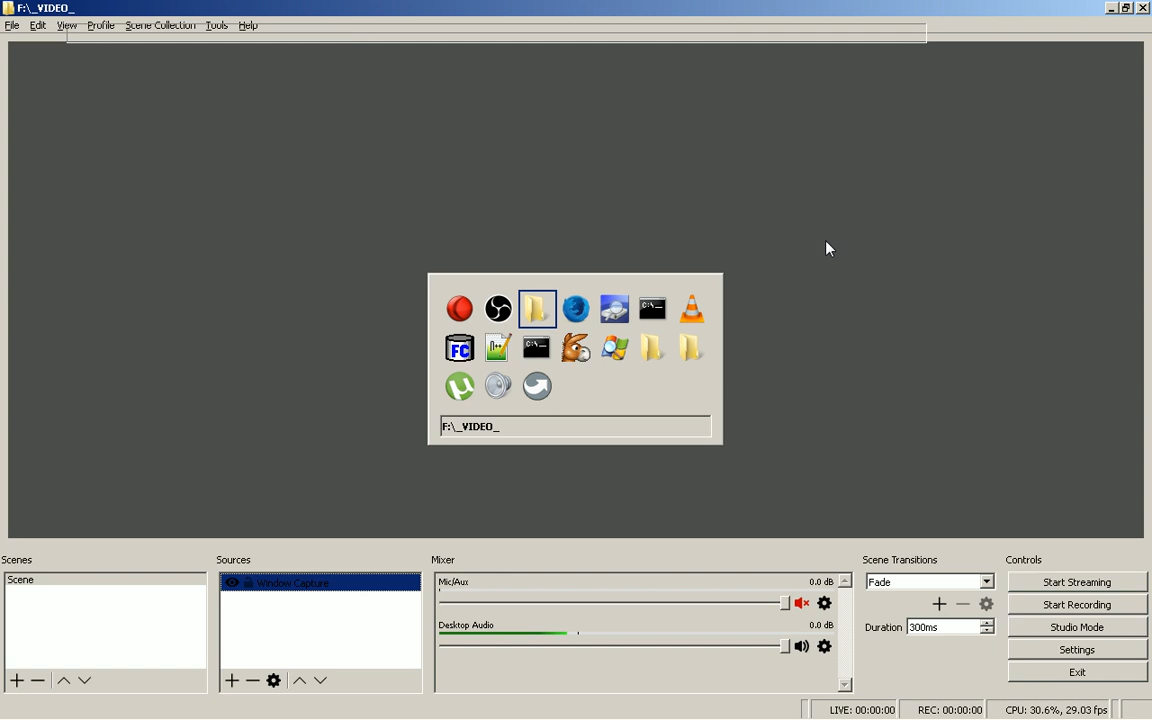 F:\_VIDEO_
File Edit View Profile Scene Collection Tools Help
C:\_
FC
n++
C:\_
µ
F:\_VIDEO_
Scenes
Scene
Sources
Window Capture
Mixer
Mic/Aux 0.0 dB
Desktop Audio 0.0 dB
Scene Transitions
Fade
Duration 300ms
Controls
Start Streaming
Start Recording
Studio Mode
Settings
Exit
LIVE: 00:00:00 REC: 00:00:00 CPU: 30.6%, 29.03 fps